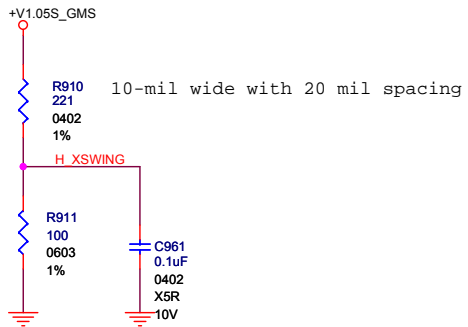 +V1.05S_GMS
R910
221
0402
1%
10-mil wide with 20 mil spacing
H_XSWING
R911
100
0603
1%
C961
0.1uF
0402
X5R
10V